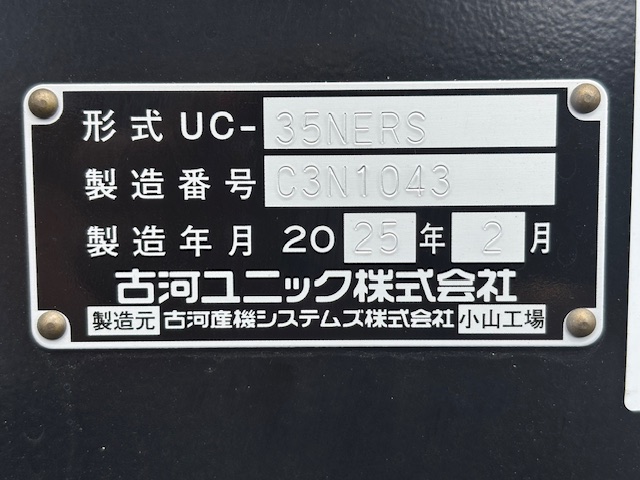 形式 UC-35NERS
製造番号 C3N1043
製造年月 2025年2月
古河ユニック株式会社
製造元 古河産機システムズ株式会社 小山工場